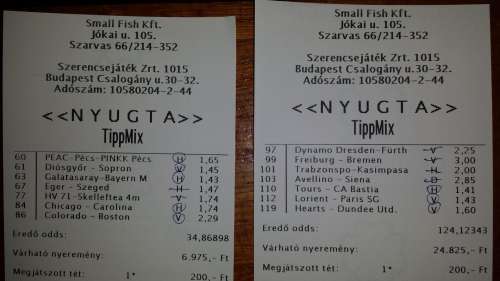 Small Fish Kft.
Jókai u. 105.
Szarvas 66/214-352
Szerencsejáték Zrt. 1015
Budapest Csalogány u.30-32.
Adószám: 10580204-2-44
<<NYUGTA>>
TippMix
60 PEAC-Pécs-PINKK Pécs H 1,65
61 Diósgyőr - Sopron V 1,45
63 Galatasaray-Bayern M H 1,43
67 Eger - Szeged H 1,47
77 HV 71-Skelleftea 4m V 1,74
84 Chicago - Carolina H 1,74
86 Colorado - Boston V 2,29
Eredő odds: 34,86898
Várható nyeremény: 6.975,- Ft
Megjátszott tét: 1* 200,- Ft
Small Fish Kft.
Jókai u. 105.
Szarvas 66/214-352
Szerencsejáték Zrt. 1015
Budapest Csalogány u.30-32.
Adószám: 10580204-2-44
<<NYUGTA>>
TippMix
97 Dynamo Dresden-Fürth V 2,25
99 Freiburg - Bremen V 3,00
101 Trabzonspo-Kasimpasa H 2,00
103 Avellino - Siena D 2,85
110 Tours - CA Bastia H 1,41
112 Lorient - Paris SG V 1,43
119 Hearts - Dundee Utd. V 1,60
Eredő odds: 124,12343
Várható nyeremény: 24.825,- Ft
Megjátszott tét: 1* 200,- Ft